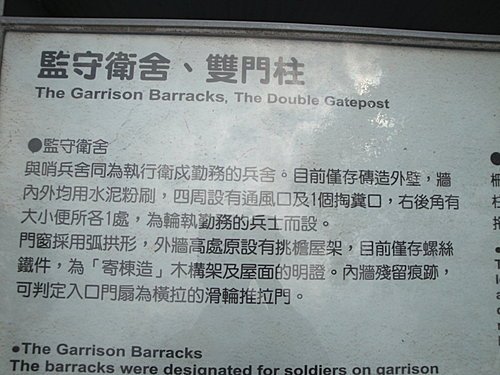 監守衛舍、雙門柱
The Garrison Barracks, The Double Gatepost
●監守衛舍
與哨兵舍同為執行衛戍勤務的兵舍。目前僅存磚造外壁，牆
內外均用水泥粉刷，四周設有通風口及1個掏糞口，右後角有
大小便所各1處，為輪執勤務的兵士而設。
門窗採用弧拱形，外牆高處原設有挑檐屋架，目前僅存螺絲
鐵件，為「寄棟造」木構架及屋面的明證。內牆殘留痕跡，
可判定入口門扇為橫拉的滑輪推拉門。
●The Garrison Barracks
The barracks were designated for soldiers on garrison